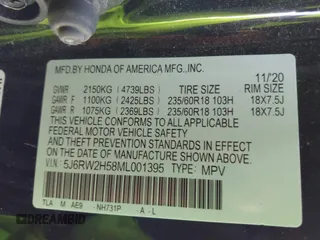 MFD.BY HONDA OF AMERICA MFG.,INC. 11/20
GVWR 2150KG (4739LBS) TIRE SIZE RIM SIZE
GAWR F 1100KG (2425LBS) 235/60R18 103H 18X7.5J
GAWR R 1075KG (2369LBS) 235/60R18 103H 18X7.5J
THIS VEHICLE CONFORMS TO ALL APPLICABLE
FEDERAL MOTOR VEHICLE SAFETY AND
STANDARDS IN EFFECT ON THE DATE OF
MANUFACTURE SHOWN ABOVE.
V.I.N: 5J6RW2H58ML001395 TYPE: MPV
TLA M AE9 NH731P A - L
DREAMBID